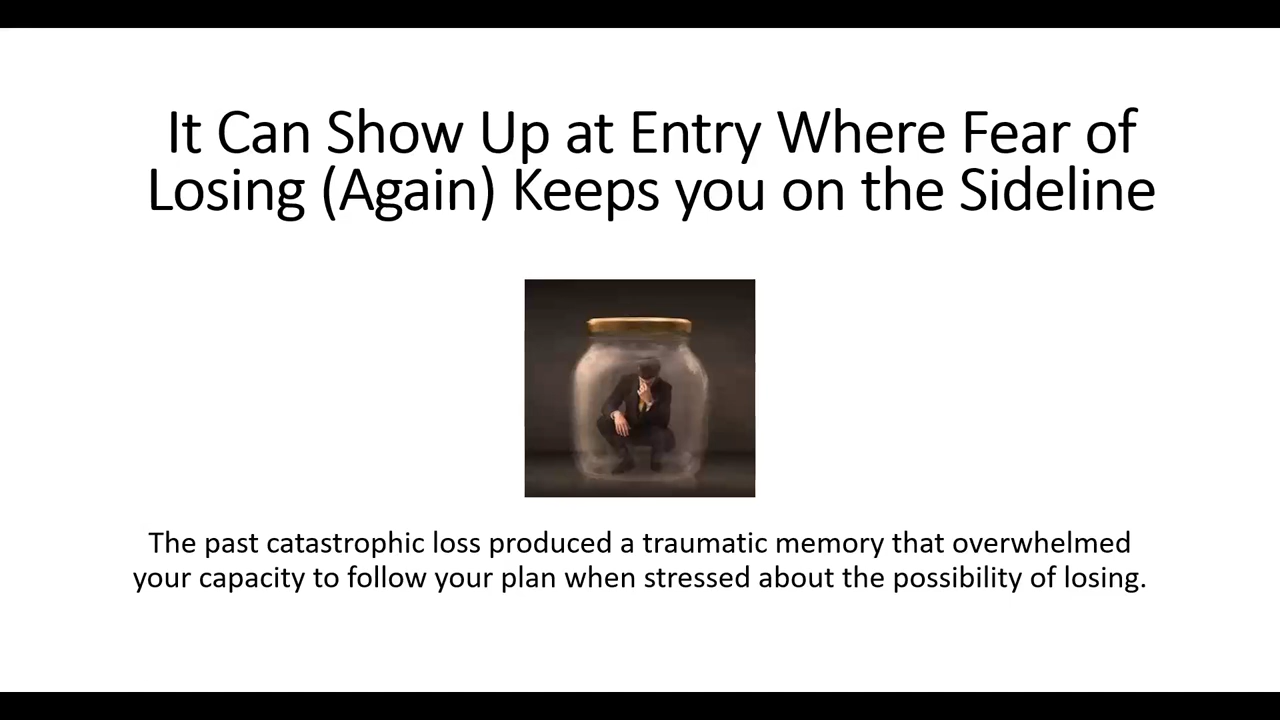 It Can Show Up at Entry Where Fear of
Losing (Again) Keeps you on the Sideline
The past catastrophic loss produced a traumatic memory that overwhelmed
your capacity to follow your plan when stressed about the possibility of losing.